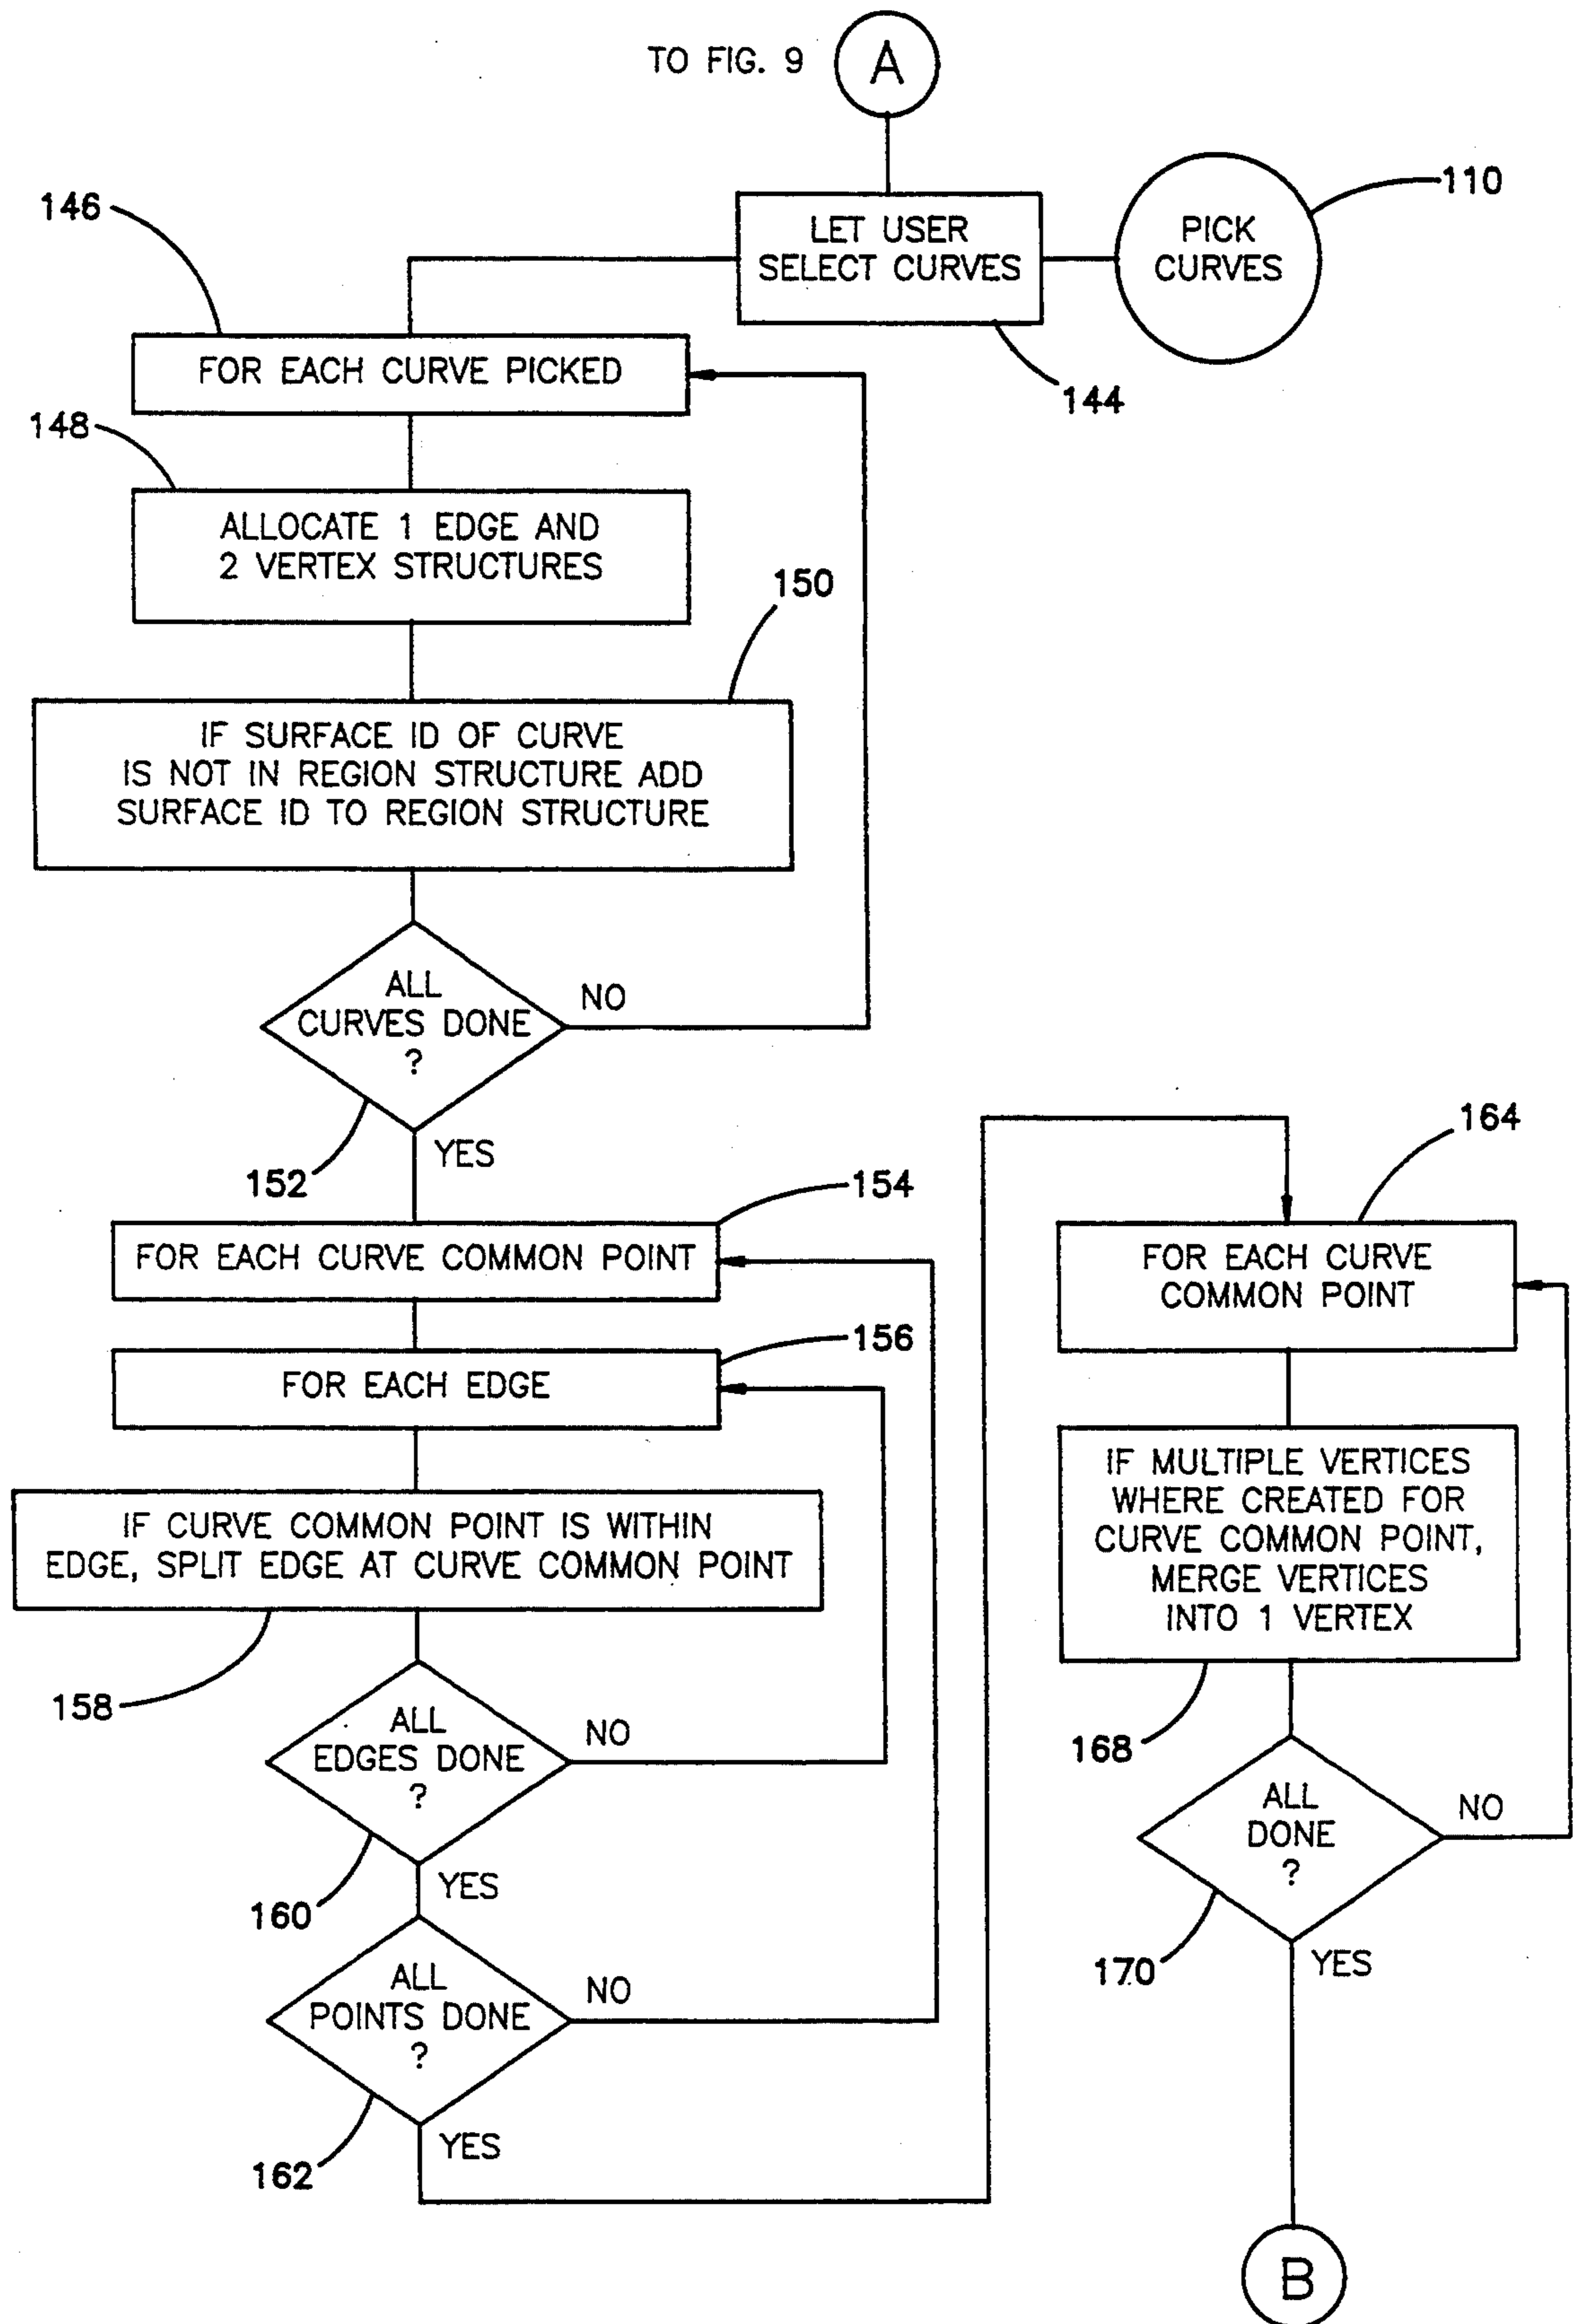 TO FIG. 9
A
110
146
LET USER
SELECT CURVES
PICK
CURVES
144
FOR EACH CURVE PICKED
148
ALLOCATE 1 EDGE AND
2 VERTEX STRUCTURES
150
IF SURFACE ID OF CURVE
IS NOT IN REGION STRUCTURE ADD
SURFACE ID TO REGION STRUCTURE
ALL
CURVES DONE
?
NO
YES
152
154
FOR EACH CURVE COMMON POINT
156
FOR EACH EDGE
IF CURVE COMMON POINT IS WITHIN
EDGE, SPLIT EDGE AT CURVE COMMON POINT
158
ALL
EDGES DONE
?
NO
YES
160
ALL
POINTS DONE
?
NO
YES
162
164
FOR EACH CURVE
COMMON POINT
IF MULTIPLE VERTICES
WHERE CREATED FOR
CURVE COMMON POINT,
MERGE VERTICES
INTO 1 VERTEX
168
ALL
DONE
?
NO
YES
170
B